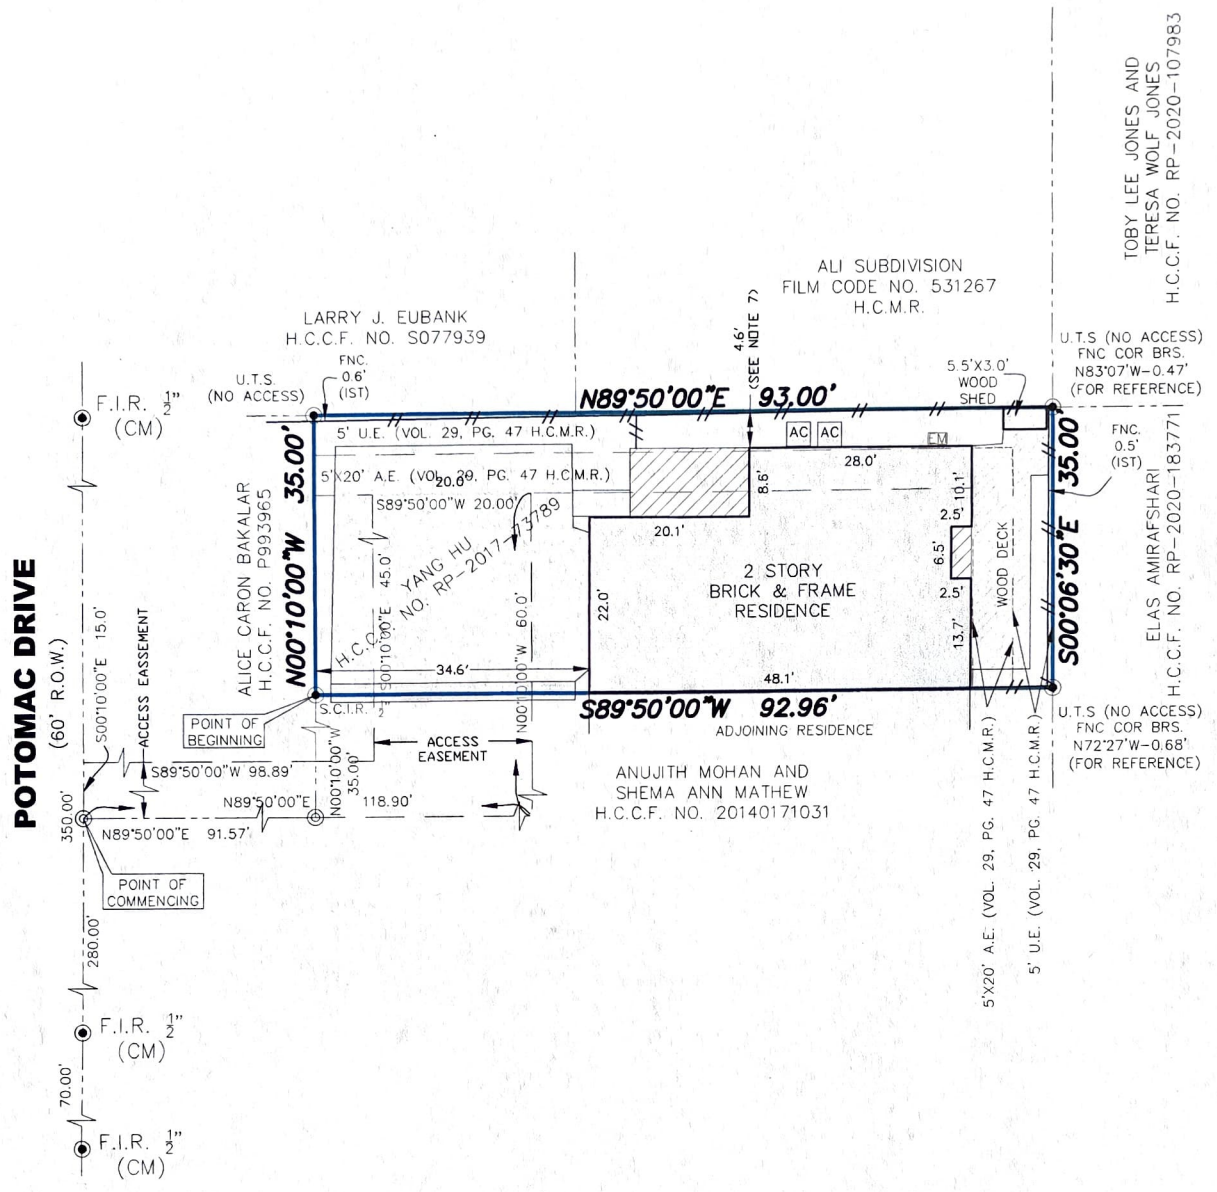 TOBY LEE JONES AND
TERESA WOLF JONES
H.C.C.F. NO. RP-2020-107983
ALI SUBDIVISION
FILM CODE NO. 531267
H.C.M.R.
LARRY J. EUBANK
H.C.C.F. NO. S077939
4.6'
(SEE NOTE 7)
U.T.S (NO ACCESS)
FNC COR BRS.
N83°07'W-0.47'
(FOR REFERENCE)
FNC.
0.6'
(IST)
U.T.S.
(NO ACCESS)
5.5'X3.0'
WOOD
SHED
F.I.R. ½"
(CM)
N89°50'00"E 93.00'
FNC.
0.5'
(IST)
5' U.E. (VOL. 29, PG. 47 H.C.M.R.)
AC
AC
EM
28.0'
5'X20' A.E. (VOL. 29, PG. 47 H.C.M.R.)
20.0'
S89°50'00"W 20.00'
8.6'
10.1'
2.5'
20.1'
6.5'
2.5'
13.7'
WOOD DECK
2 STORY
BRICK & FRAME
RESIDENCE
YANG HU
H.C.C.F. NO. RP-2017-73789
22.0'
34.6'
48.1'
N00°10'00"W 35.00'
S00°10'00"E 45.0'
N00°10'00"W 60.0'
S00°06'30"E 35.00'
ALICE CARON BAKALAR
H.C.C.F. NO. P993965
ELAS AMIRAFSHARI
H.C.C.F. NO. RP-2020-183771
POTOMAC DRIVE
(60' R.O.W.)
S00°10'00"E 15.0'
ACCESS EASSEMENT
POINT OF
BEGINNING
S.C.I.R. ½"
S89°50'00"W 92.96'
ADJOINING RESIDENCE
U.T.S (NO ACCESS)
FNC COR BRS.
N72°27'W-0.68'
(FOR REFERENCE)
ACCESS
EASEMENT
S89°50'00"W 98.89'
N00°10'00"W
35.00'
ANUJITH MOHAN AND
SHEMA ANN MATHEW
H.C.C.F. NO. 20140171031
N89°50'00"E 118.90'
350.00'
N89°50'00"E 91.57'
POINT OF
COMMENCING
280.00'
5'X20' A.E. (VOL. 29, PG. 47 H.C.M.R.)
5' U.E. (VOL. 29, PG. 47 H.C.M.R.)
F.I.R. ½"
(CM)
70.00'
F.I.R. ½"
(CM)